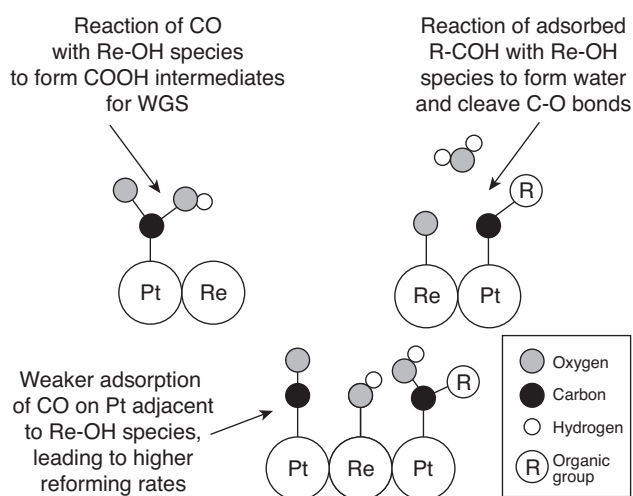 Reaction of CO
with Re-OH species
to form COOH intermediates
for WGS
Reaction of adsorbed
R-COH with Re-OH
species to form water
and cleave C-O bonds
R
Pt
Re
Re
Pt
Weaker adsorption
of CO on Pt adjacent
to Re-OH species,
leading to higher
reforming rates
R
Pt
Re
Pt
Oxygen
Carbon
Hydrogen
R Organic
group